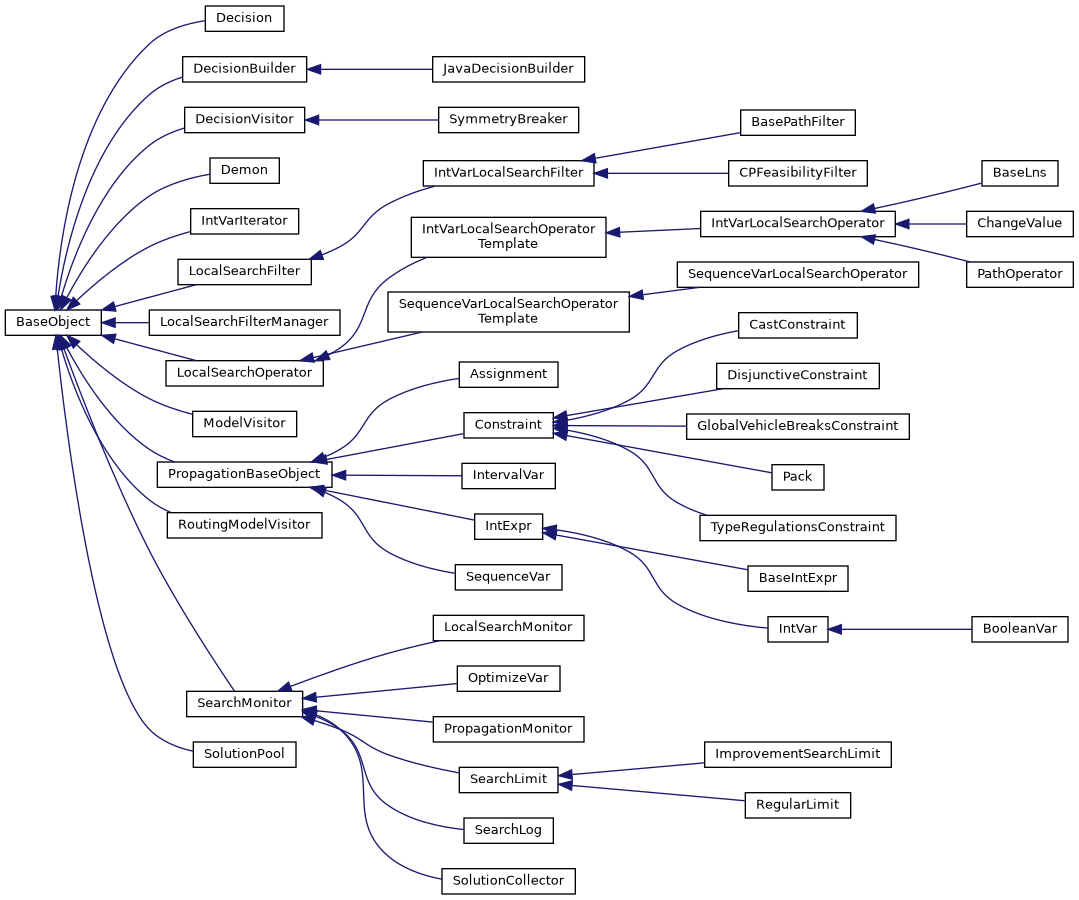 Decision
DecisionBuilder
JavaDecisionBuilder
DecisionVisitor
SymmetryBreaker
BasePathFilter
Demon
IntVarLocalSearchFilter
CPFeasibilityFilter
BaseLns
IntVarIterator
IntVarLocalSearchOperator
Template
IntVarLocalSearchOperator
ChangeValue
LocalSearchFilter
SequenceVarLocalSearchOperator
PathOperator
BaseObject
LocalSearchFilterManager
SequenceVarLocalSearchOperator
Template
CastConstraint
LocalSearchOperator
Assignment
DisjunctiveConstraint
ModelVisitor
Constraint
GlobalVehicleBreaksConstraint
PropagationBaseObject
IntervalVar
Pack
RoutingModelVisitor
IntExpr
TypeRegulationsConstraint
SequenceVar
BaseIntExpr
LocalSearchMonitor
IntVar
BooleanVar
OptimizeVar
SearchMonitor
PropagationMonitor
SolutionPool
ImprovementSearchLimit
SearchLimit
RegularLimit
SearchLog
SolutionCollector